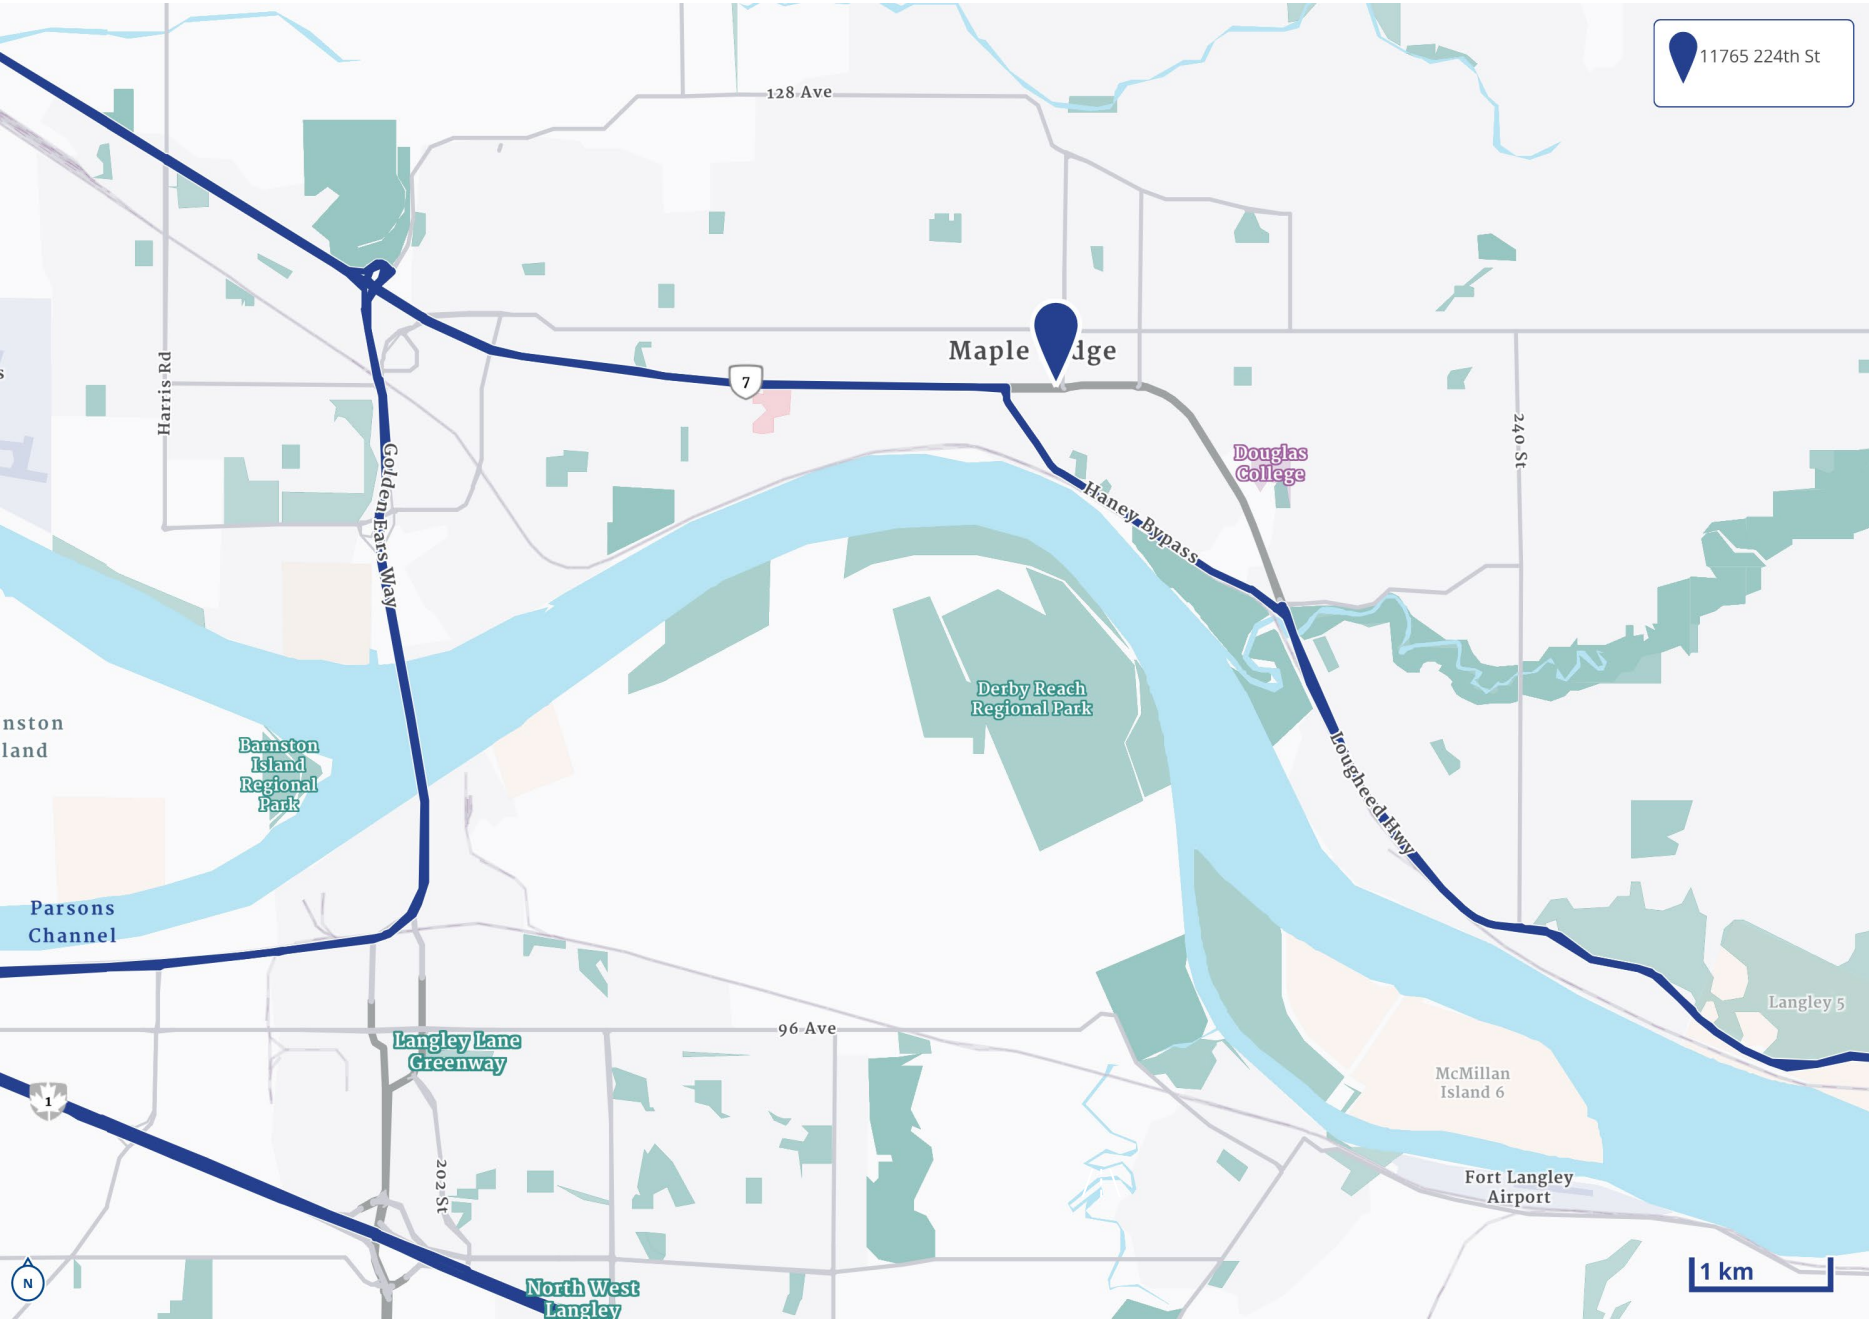 11765 224th St
128 Ave
Harris Rd
Maple
dge
7
240 St
Douglas
College
Golden Ears Way
Haney Bypass
Derby Reach
Regional Park
nston
land
Barnston
Island
Regional
Park
Lougheed Hwy
Parsons
Channel
Langley 5
96 Ave
Langley Lane
Greenway
McMillan
Island 6
1
202 St
Fort Langley
Airport
N
North West
Langley
1 km